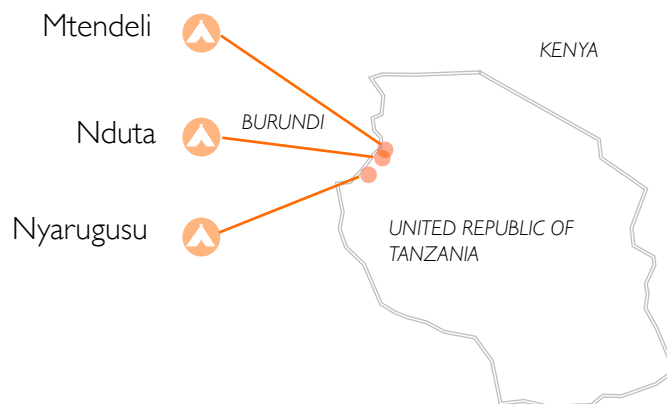 Mtendeli
KENYA
BURUNDI
Nduta
Nyarugusu
UNITED REPUBLIC OF
TANZANIA